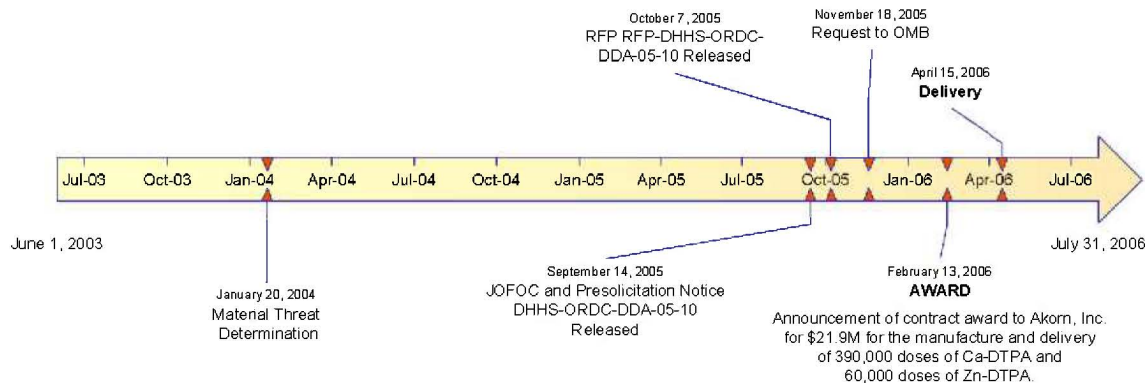 October 7, 2005
RFP RFP-DHHS-ORDC-
DDA-05-10 Released
November 18, 2005
Request to OMB
April 15, 2006
Delivery
Jul-03
Oct-03
Jan-04
Apr-04
Jul-04
Oct-04
Jan-05
Apr-05
Jul-05
Oct-05
Jan-06
Apr-06
Jul-06
June 1, 2003
July 31, 2006
January 20, 2004
Material Threat
Determination
September 14, 2005
JOFOC and Presolicitation Notice
DHHS-ORDC-DDA-05-10
Released
February 13, 2006
AWARD
Announcement of contract award to Akorn, Inc.
for $21.9M for the manufacture and delivery
of 390,000 doses of Ca-DTPA and
60,000 doses of Zn-DTPA.